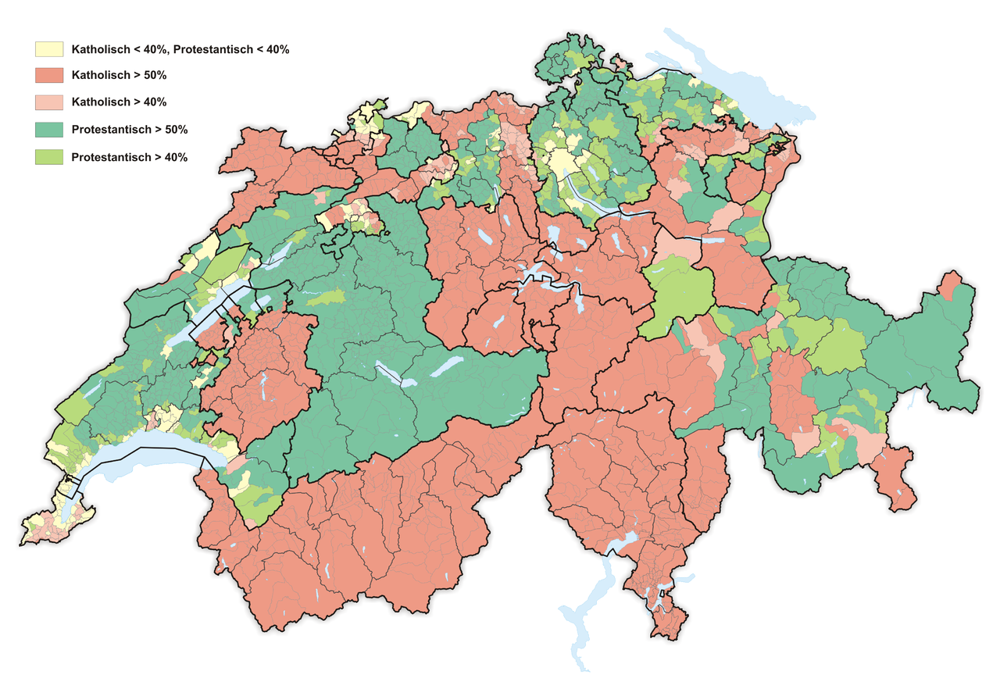 Katholisch < 40%, Protestantisch < 40%
Katholisch > 50%
Katholisch > 40%
Protestantisch > 50%
Protestantisch > 40%